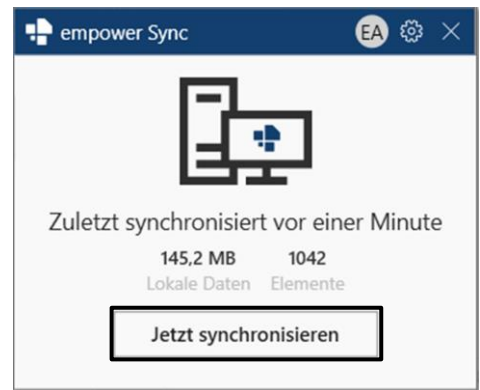 empower Sync EA
Zuletzt synchronisiert vor einer Minute
145,2 MB 1042
Lokale Daten Elemente
Jetzt synchronisieren